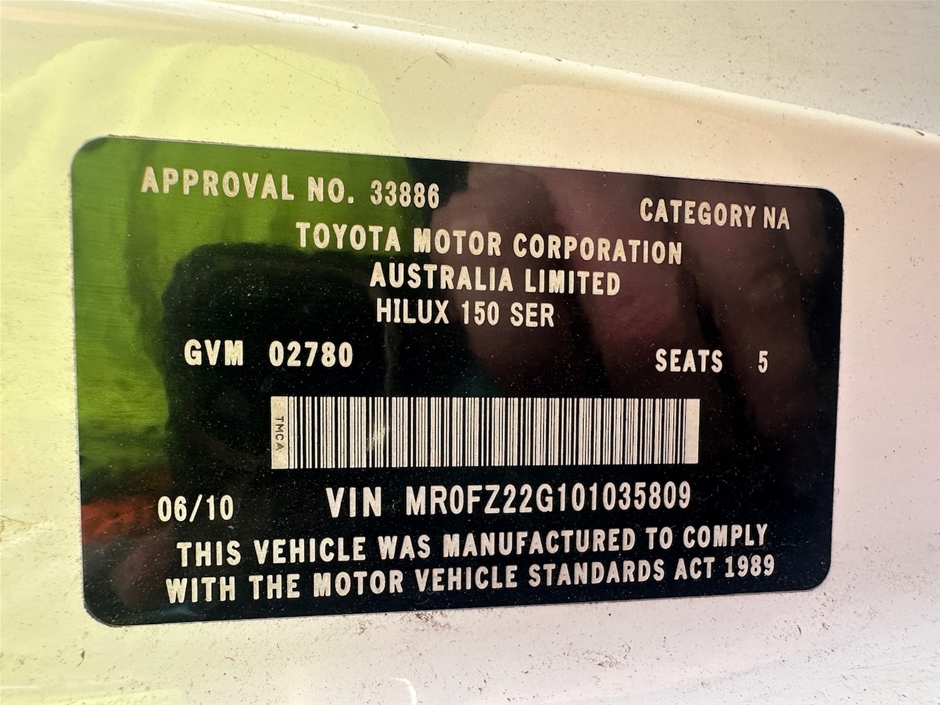 APPROVAL NO. 33886
CATEGORY NA
TOYOTA MOTOR CORPORATION
AUSTRALIA LIMITED
HILUX 150 SER
GVM 02780
SEATS 5
TMCA
06/10
VIN MR0FZ22G101035809
THIS VEHICLE WAS MANUFACTURED TO COMPLY
WITH THE MOTOR VEHICLE STANDARDS ACT 1989